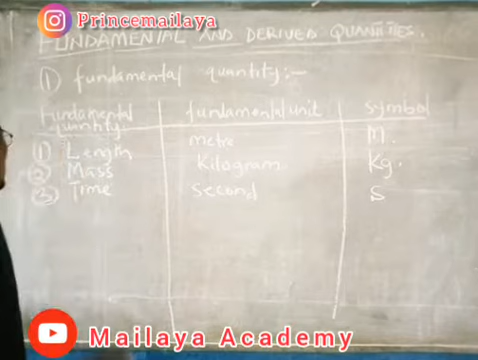 Princemailaya
FUNDAMENTAL AND DERIVED QUANTITIES.
① fundamental quantity:-
Fundamental quantity: fundamental unit symbol
① Length metre M.
② Mass Kilogram Kg.
③ Time second S
Mailaya Academy